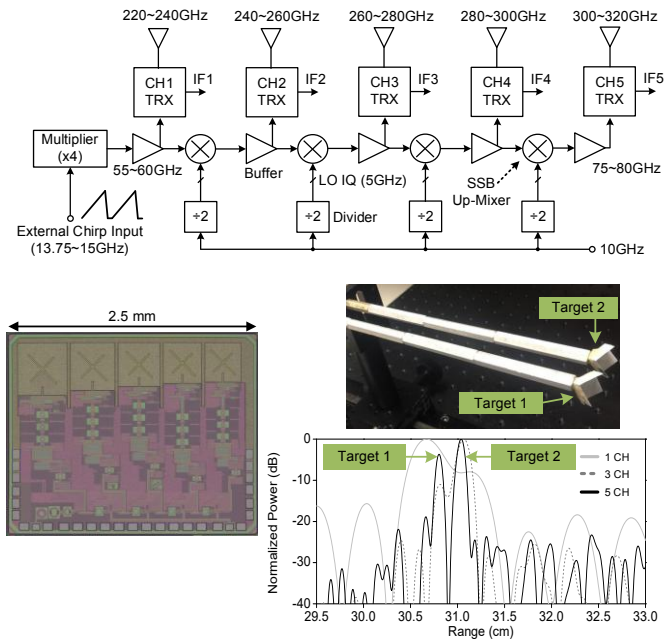 220~240GHz 240~260GHz 260~280GHz 280~300GHz 300~320GHz
CH1 TRX
IF1
CH2 TRX
IF2
CH3 TRX
IF3
CH4 TRX
IF4
CH5 TRX
IF5
Multiplier (x4)
55~60GHz
Buffer
LO IQ (5GHz)
SSB Up-Mixer
75~80GHz
÷2
÷2
Divider
÷2
÷2
External Chirp Input (13.75~15GHz)
10GHz
2.5 mm
Target 2
Target 1
Normalized Power (dB)
0
-10
-20
-30
-40
Target 1
Target 2
1 CH
3 CH
5 CH
29.5 30.0 30.5 31.0 31.5 32.0 32.5 33.0
Range (cm)